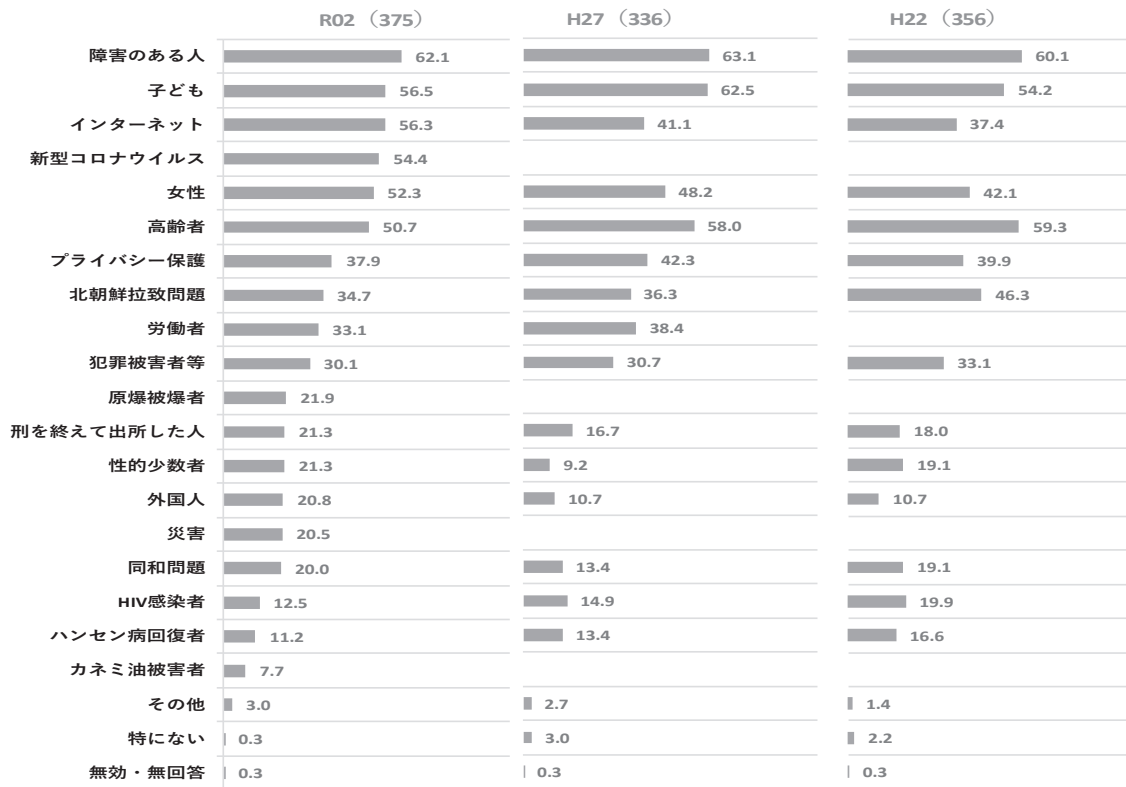 R02（375） H27（336） H22（356）
障害のある人 62.1 63.1 60.1
子ども 56.5 62.5 54.2
インターネット 56.3 41.1 37.4
新型コロナウイルス 54.4
女性 52.3 48.2 42.1
高齢者 50.7 58.0 59.3
プライバシー保護 37.9 42.3 39.9
北朝鮮拉致問題 34.7 36.3 46.3
労働者 33.1 38.4
犯罪被害者等 30.1 30.7 33.1
原爆被爆者 21.9
刑を終えて出所した人 21.3 16.7 18.0
性的少数者 21.3 9.2 19.1
外国人 20.8 10.7 10.7
災害 20.5
同和問題 20.0 13.4 19.1
HIV感染者 12.5 14.9 19.9
ハンセン病回復者 11.2 13.4 16.6
カネミ油被害者 7.7
その他 3.0 2.7 1.4
特にない 0.3 3.0 2.2
無効・無回答 0.3 0.3 0.3